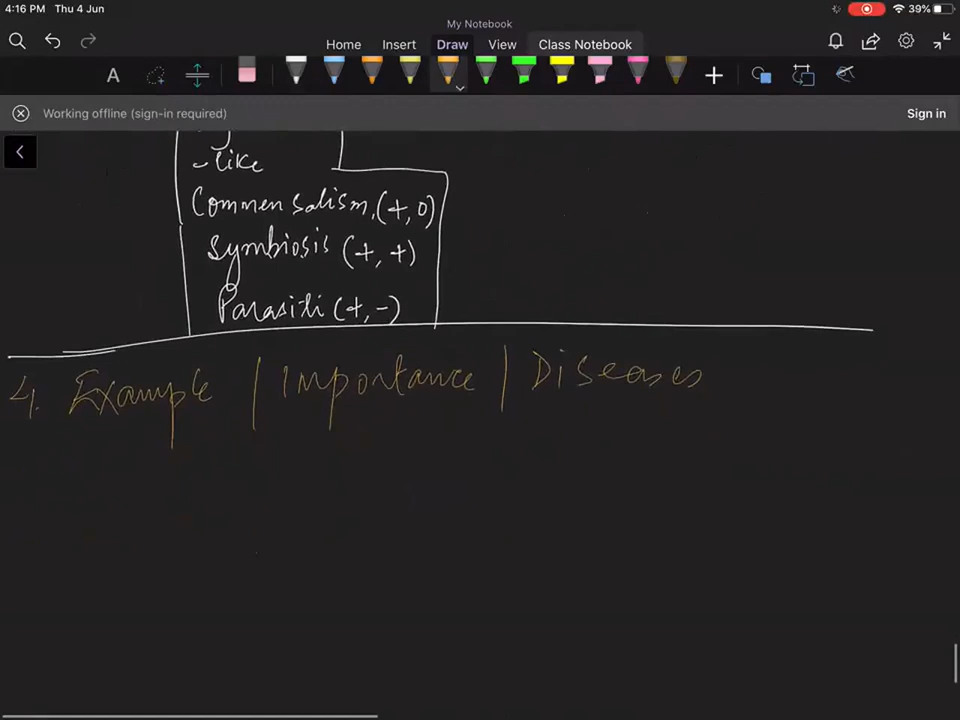 4:16 PM Thu 4 Jun
39%
My Notebook
Home Insert Draw View Class Notebook
A
Working offline (sign-in required) Sign in
-like
Commensalism, (+, 0)
Symbiosis (+, +)
Parasiti (+, -)
4. Example | Importance | Diseases